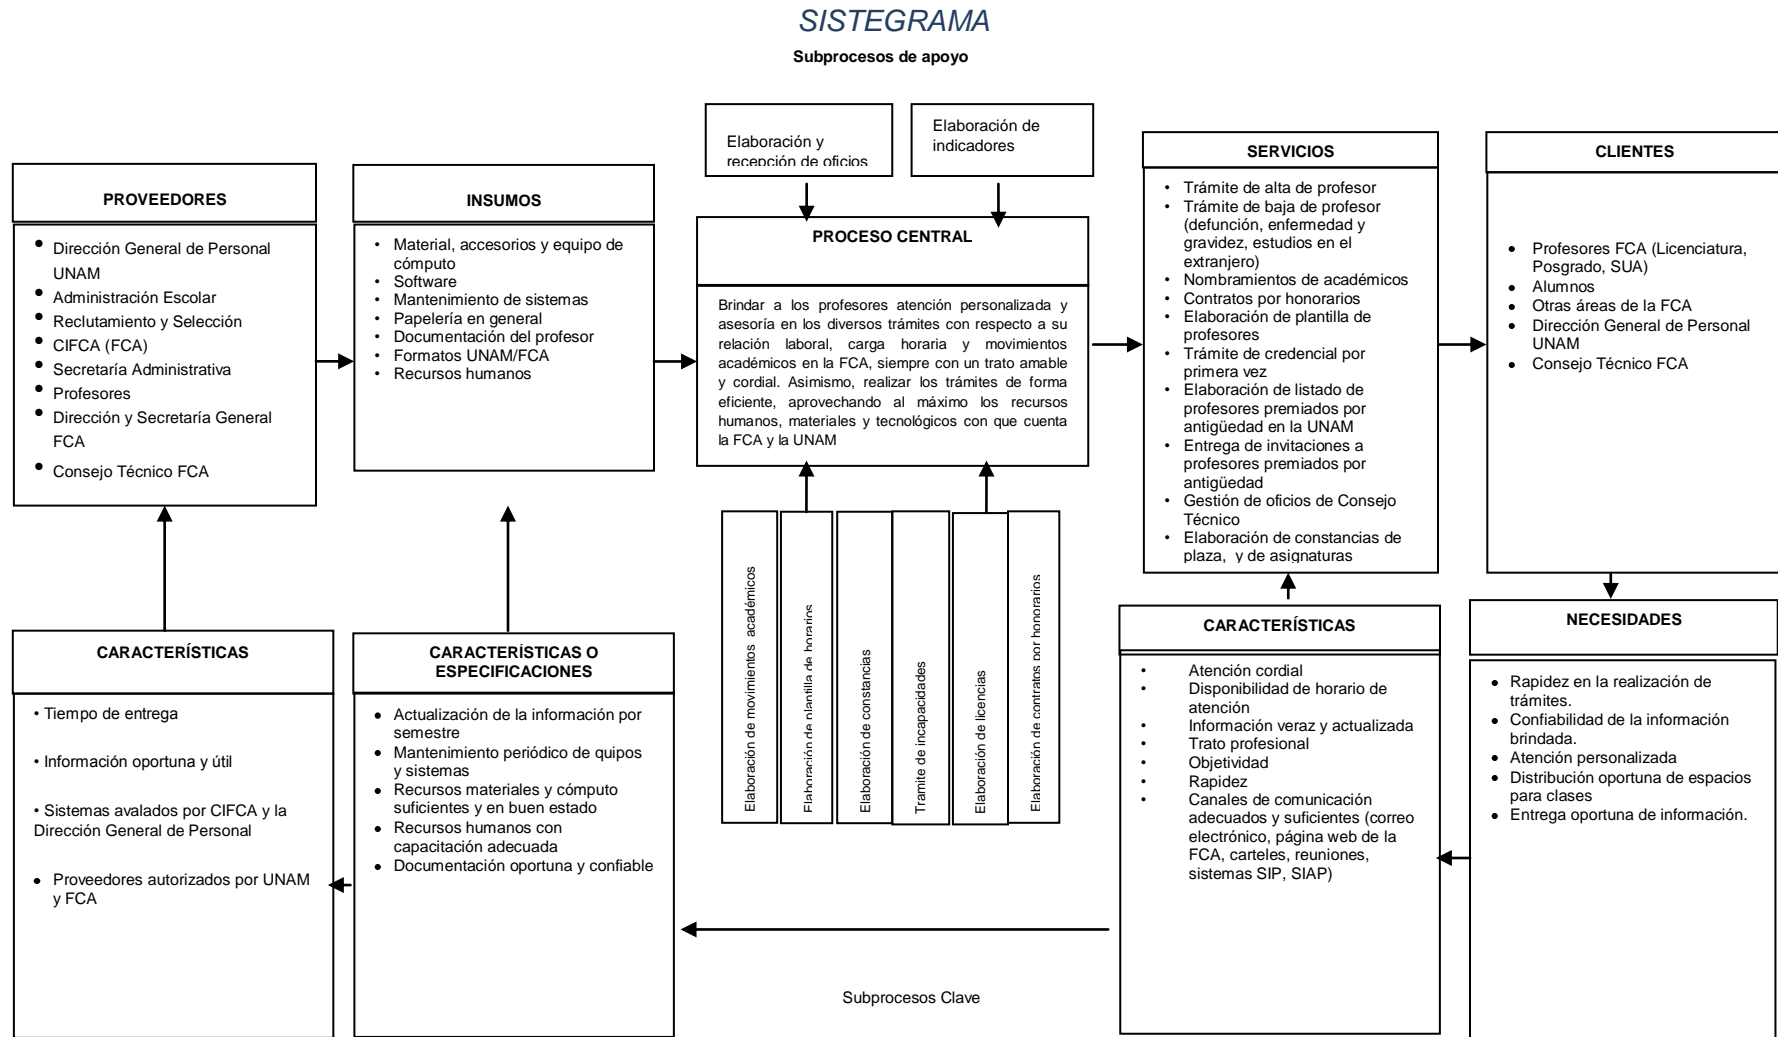 SISTEGRAMA
Subprocesos de apoyo
Elaboración y
recepción de oficios
Elaboración de
indicadores
PROVEEDORES
• Dirección General de Personal
UNAM
• Administración Escolar
• Reclutamiento y Selección
• CIFCA (FCA)
• Secretaría Administrativa
• Profesores
• Dirección y Secretaría General
FCA
• Consejo Técnico FCA
INSUMOS
• Material, accesorios y equipo de
cómputo
• Software
• Mantenimiento de sistemas
• Papelería en general
• Documentación del profesor
• Formatos UNAM/FCA
• Recursos humanos
PROCESO CENTRAL
Brindar a los profesores atención personalizada y
asesoría en los diversos trámites con respecto a su
relación laboral, carga horaria y movimientos
académicos en la FCA, siempre con un trato amable
y cordial. Asimismo, realizar los trámites de forma
eficiente, aprovechando al máximo los recursos
humanos, materiales y tecnológicos con que cuenta
la FCA y la UNAM
SERVICIOS
• Trámite de alta de profesor
• Trámite de baja de profesor
(defunción, enfermedad y
gravidez, estudios en el
extranjero)
• Nombramientos de académicos
• Contratos por honorarios
• Elaboración de plantilla de
profesores
• Trámite de credencial por
primera vez
• Elaboración de listado de
profesores premiados por
antigüedad en la UNAM
• Entrega de invitaciones a
profesores premiados por
antigüedad
• Gestión de oficios de Consejo
Técnico
• Elaboración de constancias de
plaza, y de asignaturas
CLIENTES
• Profesores FCA (Licenciatura,
Posgrado, SUA)
• Alumnos
• Otras áreas de la FCA
• Dirección General de Personal
UNAM
• Consejo Técnico FCA
Elaboración de movimientos académicos
Elaboración de plantilla de horarios
Elaboración de constancias
Tramite de incapacidades
Elaboración de licencias
Elaboración de contratos por honorarios
CARACTERÍSTICAS
• Tiempo de entrega
• Información oportuna y útil
• Sistemas avalados por CIFCA y la
Dirección General de Personal
• Proveedores autorizados por UNAM
y FCA
CARACTERÍSTICAS O
ESPECIFICACIONES
• Actualización de la información por
semestre
• Mantenimiento periódico de quipos
y sistemas
• Recursos materiales y cómputo
suficientes y en buen estado
• Recursos humanos con
capacitación adecuada
• Documentación oportuna y confiable
CARACTERÍSTICAS
• Atención cordial
• Disponibilidad de horario de
atención
• Información veraz y actualizada
• Trato profesional
• Objetividad
• Rapidez
• Canales de comunicación
adecuados y suficientes (correo
electrónico, página web de la
FCA, carteles, reuniones,
sistemas SIP, SIAP)
NECESIDADES
• Rapidez en la realización de
trámites.
• Confiabilidad de la información
brindada.
• Atención personalizada
• Distribución oportuna de espacios
para clases
• Entrega oportuna de información.
Subprocesos Clave